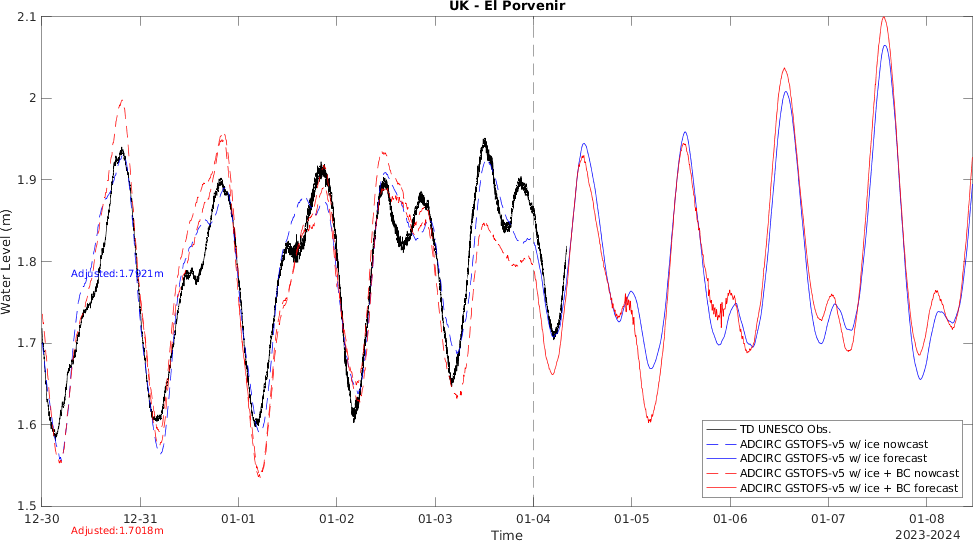 UK - El Porvenir
2.1
2
1.9
1.8
1.7
1.6
1.5
Water Level (m)
Adjusted:1.7921m
TD UNESCO Obs.
ADCIRC GSTOFS-v5 w/ ice nowcast
ADCIRC GSTOFS-v5 w/ ice forecast
ADCIRC GSTOFS-v5 w/ ice + BC nowcast
ADCIRC GSTOFS-v5 w/ ice + BC forecast
12-30 12-31 01-01 01-02 01-03 01-04 01-05 01-06 01-07 01-08
Adjusted:1.7018m
Time
2023-2024